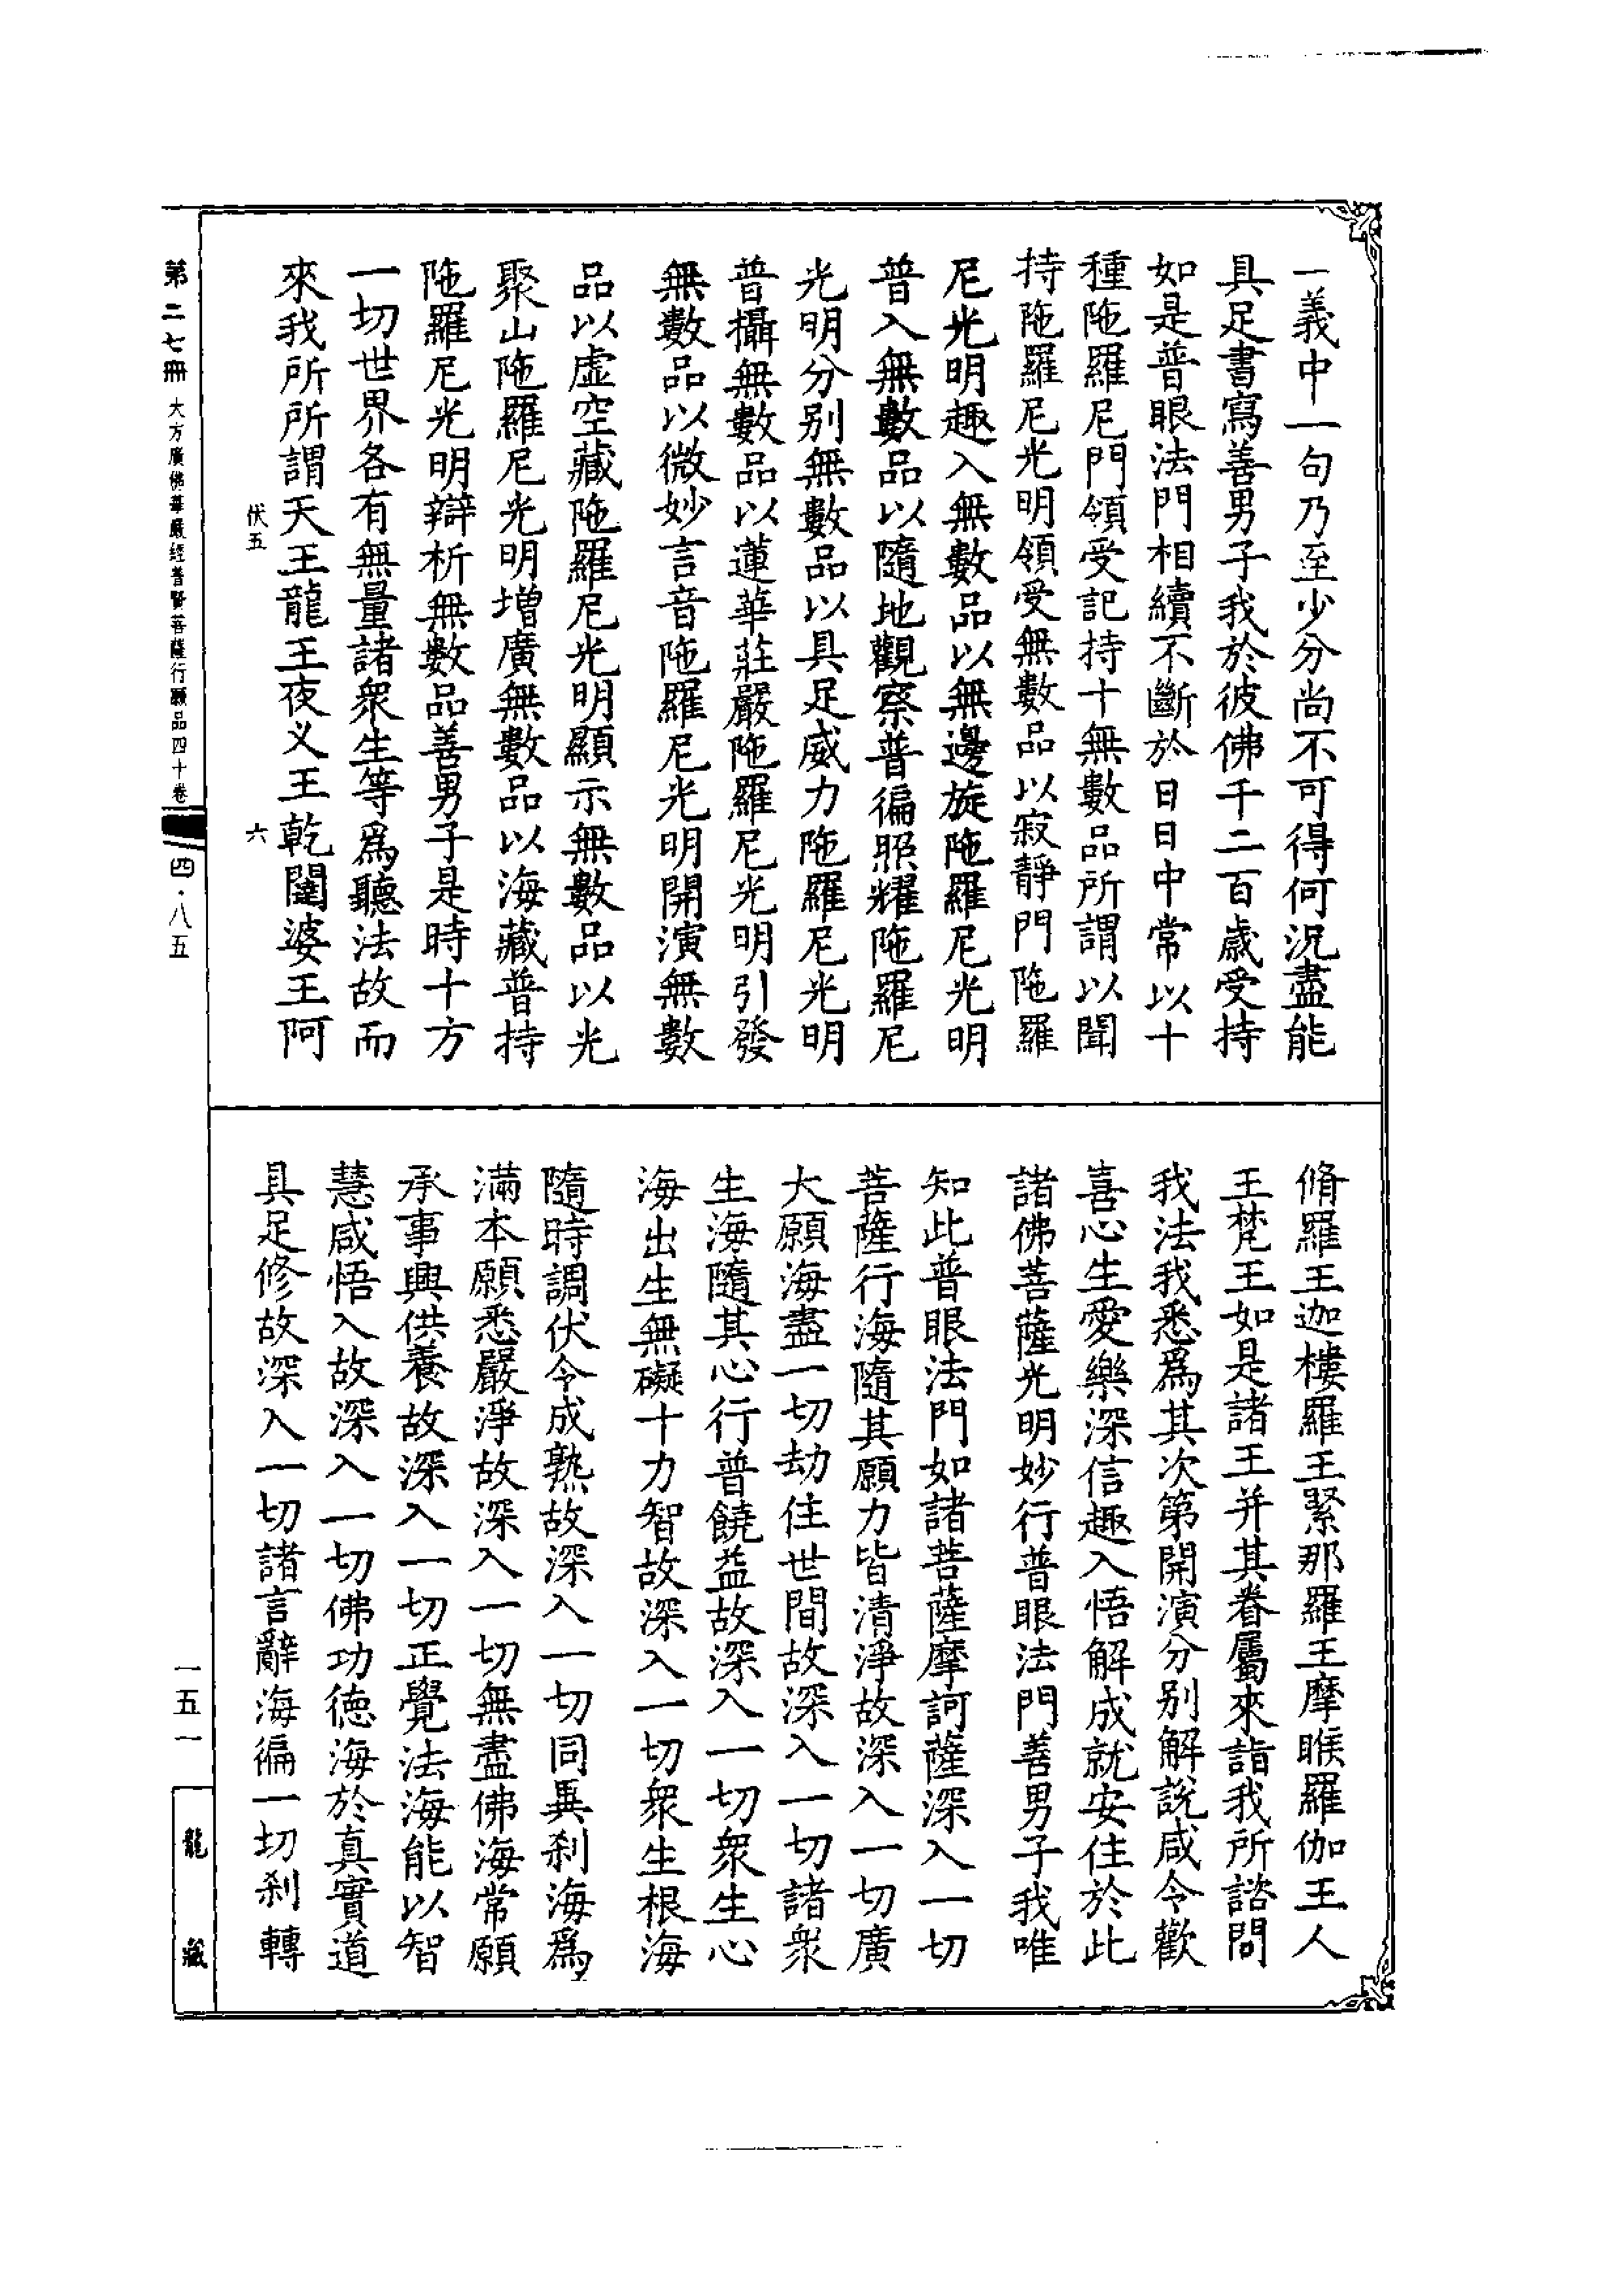 一義中一句乃至少分尚不可得何況盡能
具足書寫善男子我於彼佛千二百歲受持
如是普眼法門相續不斷於日日中常以十
種陁羅尼門領受記持十無數品所謂以聞
持陁羅尼光明領受無數品以寂靜門陁羅
尼光明趣入無數品以無邊旋陁羅尼光明
普入無數品以隨地觀察普徧照耀陁羅尼
光明分别無數品以具足威力陁羅尼光明
普攝無數品以蓮華莊嚴陁羅尼光明引發
無數品以微妙言音陁羅尼光明開演無數
品以虛空藏陁羅尼光明顯示無數品以光
聚山陁羅尼光明增廣無數品以海藏普持
陁羅尼光明辯析無數品善男子是時十方
一切世界各有無量諸眾生等爲聽法故而
來我所所謂天王龍王夜义王乾闥婆王阿
伏五 六
脩羅王迦樓羅王緊那羅王摩睺羅伽王人
王梵王如是諸王并其眷屬來詣我所諮問
我法我悉爲其次第開演分别解說咸令歡
喜心生愛樂深信趣入悟解成就安住於此
諸佛菩薩光明妙行普眼法門善男子我唯
知此普眼法門如諸菩薩摩訶薩深入一切
菩薩行海隨其願力皆清淨故深入一切廣
大願海盡一切劫住世間故深入一切諸眾
生海隨其心行普饒益故深入一切眾生心
海出生無礙十力智故深入一切眾生根海
隨時調伏令成熟故深入一切同異刹海爲
滿本願悉嚴淨故深入一切無盡佛海常願
承事興供養故深入一切正覺法海能以智
慧咸悟入故深入一切佛功德海於真實道
具足修故深入一切諸言辭海徧一切刹轉
第二七冊 大方廣佛華嚴經普賢菩薩行願品四十卷 四·八五
一五一
龍藏